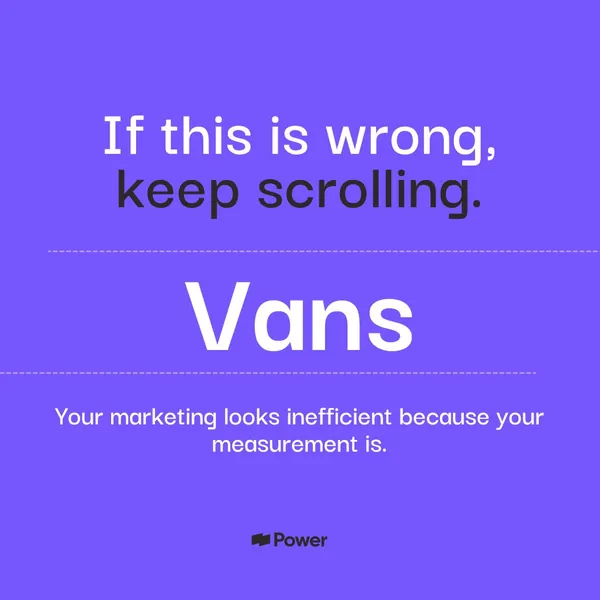 If this is wrong,
keep scrolling.
Vans
Your marketing looks inefficient because your
measurement is.
Power